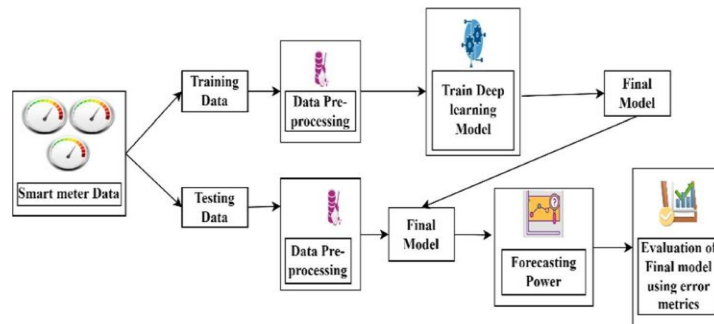 Smart meter Data
Training
Data
Data Pre-
processing
Train Deep
learning
Model
Final
Model
Testing
Data
Data Pre-
processing
Final
Model
Forecasting
Power
Evaluation of
Final model
using error
metrics